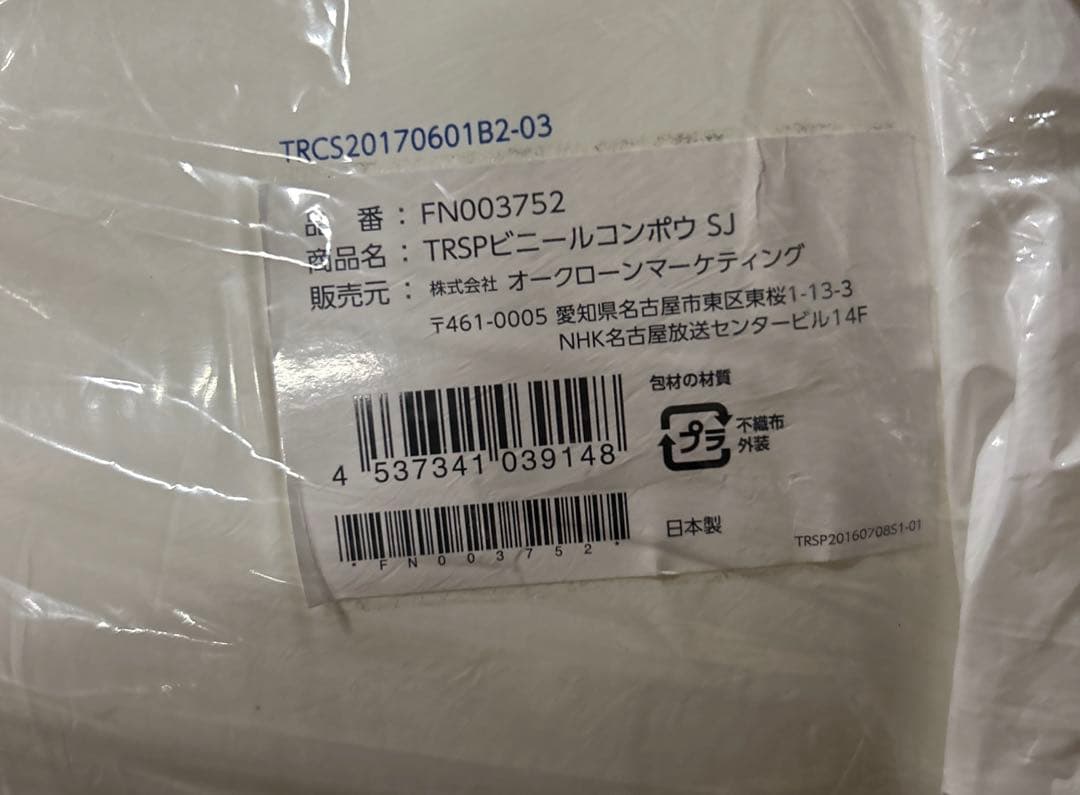 TRCS20170601B2-03
品 番 : FN003752
商品名 : TRSPビニールコンポウ SJ
販売元 : 株式会社 オークローンマーケティング
〒461-0005 愛知県名古屋市東区東桜1-13-3
NHK名古屋放送センタービル14F
包材の材質
プラ
不織布
外装
4 537341 039148
*FN003752*
日本製
TRSP20160708S1-01